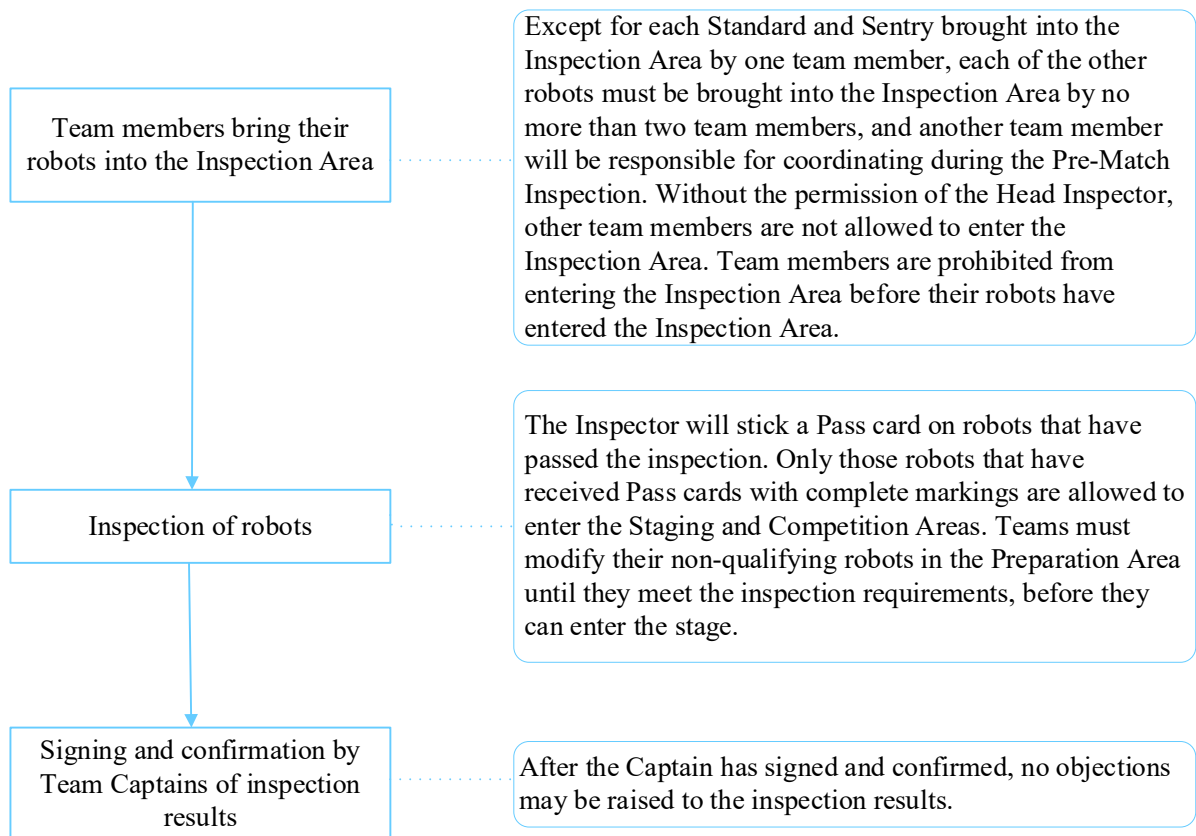 Team members bring their
robots into the Inspection Area
Except for each Standard and Sentry brought into the
Inspection Area by one team member, each of the other
robots must be brought into the Inspection Area by no
more than two team members, and another team member
will be responsible for coordinating during the Pre-Match
Inspection. Without the permission of the Head Inspector,
other team members are not allowed to enter the
Inspection Area. Team members are prohibited from
entering the Inspection Area before their robots have
entered the Inspection Area.
Inspection of robots
The Inspector will stick a Pass card on robots that have
passed the inspection. Only those robots that have
received Pass cards with complete markings are allowed to
enter the Staging and Competition Areas. Teams must
modify their non-qualifying robots in the Preparation Area
until they meet the inspection requirements, before they
can enter the stage.
Signing and confirmation by
Team Captains of inspection
results
After the Captain has signed and confirmed, no objections
may be raised to the inspection results.